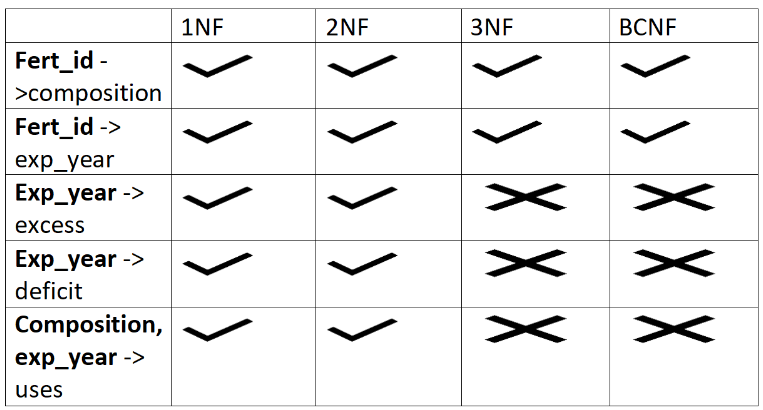 1NF 2NF 3NF BCNF
Fert_id -
>composition
Fert_id ->
exp_year
Exp_year ->
excess
Exp_year ->
deficit
Composition,
exp_year ->
uses